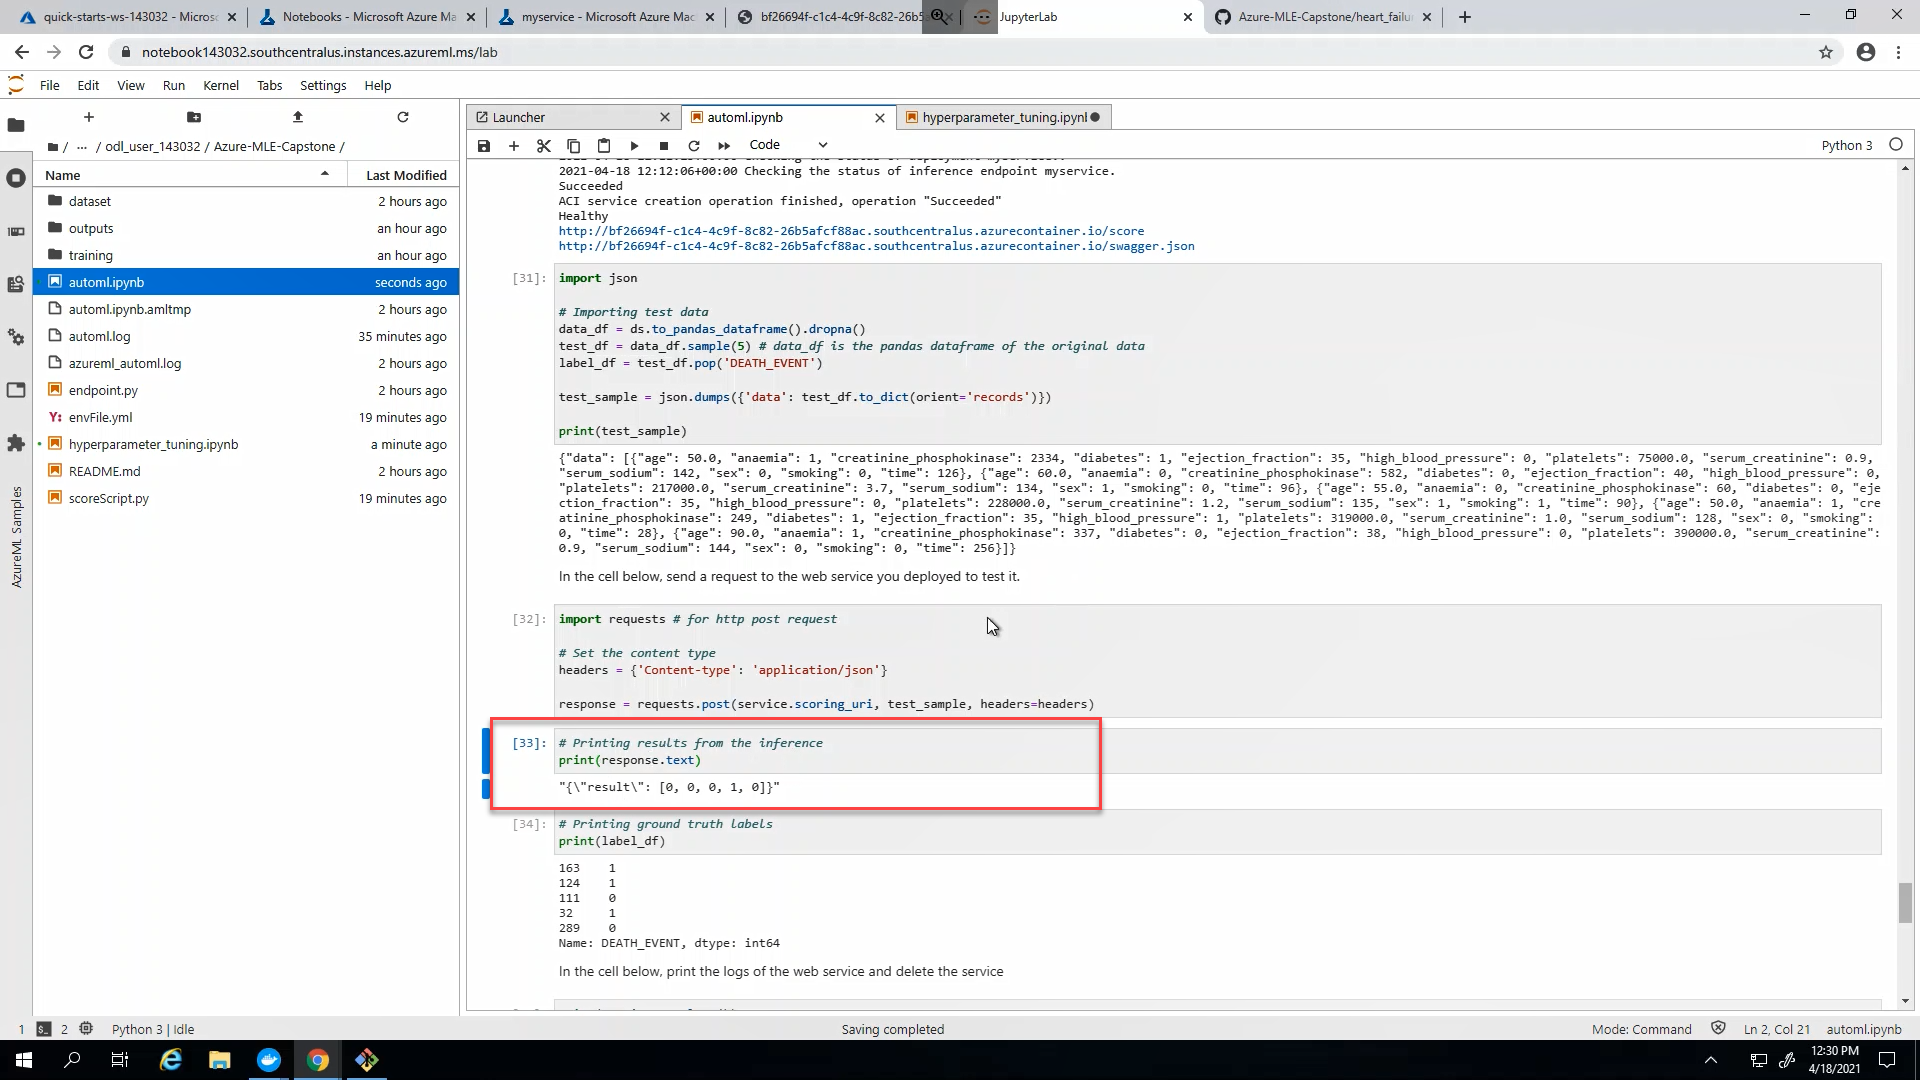 quick-starts-ws-143032 - Microso
Notebooks - Microsoft Azure Ma
myservice - Microsoft Azure Mac
bf26694f-c1c4-4c9f-8c82-26b5a
JupyterLab
Azure-MLE-Capstone/heart_failu
notebook143032.southcentralus.instances.azureml.ms/lab
File Edit View Run Kernel Tabs Settings Help
/ ··· / odl_user_143032 / Azure-MLE-Capstone /
Name Last Modified
dataset 2 hours ago
outputs an hour ago
training an hour ago
automl.ipynb seconds ago
automl.ipynb.amltmp 2 hours ago
automl.log 35 minutes ago
azureml_automl.log 2 hours ago
endpoint.py 2 hours ago
Y: envFile.yml 19 minutes ago
hyperparameter_tuning.ipynb a minute ago
README.md 2 hours ago
scoreScript.py 19 minutes ago
AzureML Samples
Launcher
automl.ipynb
hyperparameter_tuning.ipynl
Code
Python 3
2021-04-18 12:12:06+00:00 Checking the status of inference endpoint myservice.
Succeeded
ACI service creation operation finished, operation "Succeeded"
Healthy
http://bf26694f-c1c4-4c9f-8c82-26b5afcf88ac.southcentralus.azurecontainer.io/score
http://bf26694f-c1c4-4c9f-8c82-26b5afcf88ac.southcentralus.azurecontainer.io/swagger.json
[31]: import json
# Importing test data
data_df = ds.to_pandas_dataframe().dropna()
test_df = data_df.sample(5) # data_df is the pandas dataframe of the original data
label_df = test_df.pop('DEATH_EVENT')
test_sample = json.dumps({'data': test_df.to_dict(orient='records')})
print(test_sample)
{"data": [{"age": 50.0, "anaemia": 1, "creatinine_phosphokinase": 2334, "diabetes": 1, "ejection_fraction": 35, "high_blood_pressure": 0, "platelets": 75000.0, "serum_creatinine": 0.9,
"serum_sodium": 142, "sex": 0, "smoking": 0, "time": 126}, {"age": 60.0, "anaemia": 0, "creatinine_phosphokinase": 582, "diabetes": 0, "ejection_fraction": 40, "high_blood_pressure": 0,
"platelets": 217000.0, "serum_creatinine": 3.7, "serum_sodium": 134, "sex": 1, "smoking": 0, "time": 96}, {"age": 55.0, "anaemia": 0, "creatinine_phosphokinase": 60, "diabetes": 0, "eje
ction_fraction": 35, "high_blood_pressure": 0, "platelets": 228000.0, "serum_creatinine": 1.2, "serum_sodium": 135, "sex": 1, "smoking": 1, "time": 90}, {"age": 50.0, "anaemia": 1, "cre
atinine_phosphokinase": 249, "diabetes": 1, "ejection_fraction": 35, "high_blood_pressure": 1, "platelets": 319000.0, "serum_creatinine": 1.0, "serum_sodium": 128, "sex": 0, "smoking":
0, "time": 28}, {"age": 90.0, "anaemia": 1, "creatinine_phosphokinase": 337, "diabetes": 0, "ejection_fraction": 38, "high_blood_pressure": 0, "platelets": 390000.0, "serum_creatinine":
0.9, "serum_sodium": 144, "sex": 0, "smoking": 0, "time": 256}]}
In the cell below, send a request to the web service you deployed to test it.
[32]: import requests # for http post request
# Set the content type
headers = {'Content-type': 'application/json'}
response = requests.post(service.scoring_uri, test_sample, headers=headers)
[33]: # Printing results from the inference
print(response.text)
"{\"result\": [0, 0, 0, 1, 0]}"
[34]: # Printing ground truth labels
print(label_df)
163 1
124 1
111 0
32 1
289 0
Name: DEATH_EVENT, dtype: int64
In the cell below, print the logs of the web service and delete the service
1 2 Python 3 | Idle
Saving completed
Mode: Command Ln 2, Col 21 automl.ipynb
12:30 PM
4/18/2021